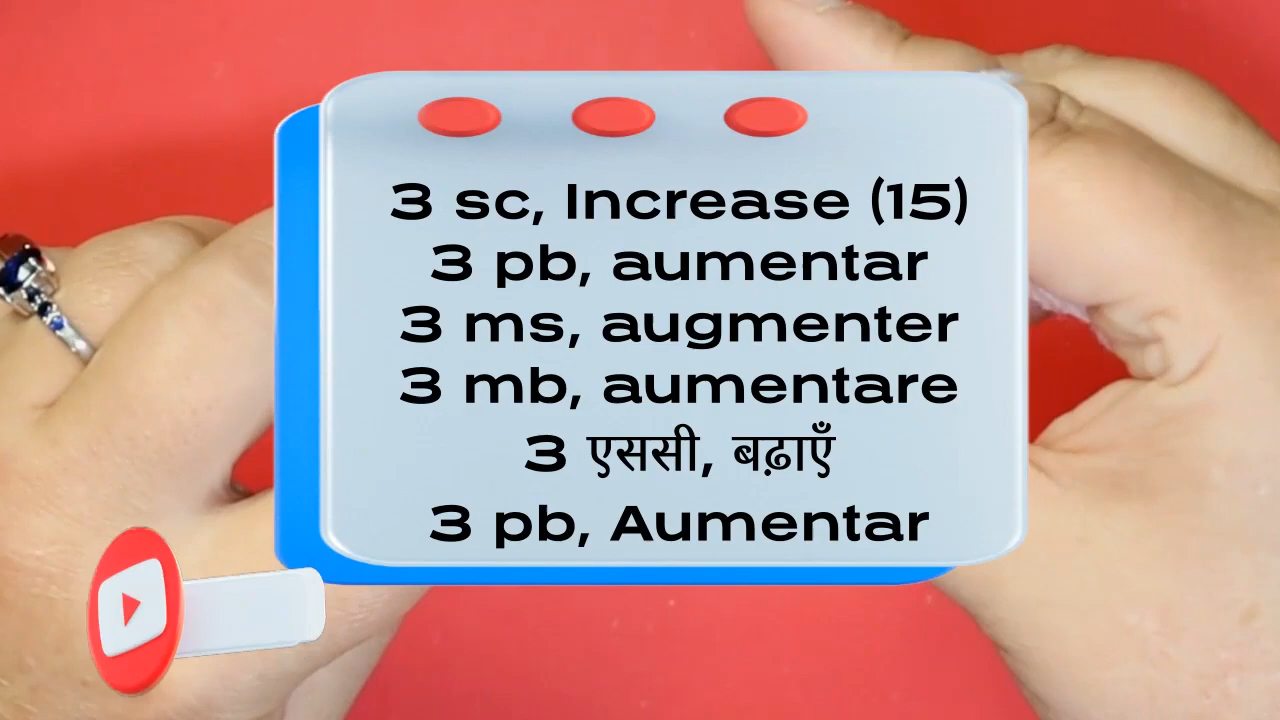 3 sc, Increase (15)
3 pb, aumentar
3 ms, augmenter
3 mb, aumentare
3 एससी, बढ़ाएँ
3 pb, Aumentar